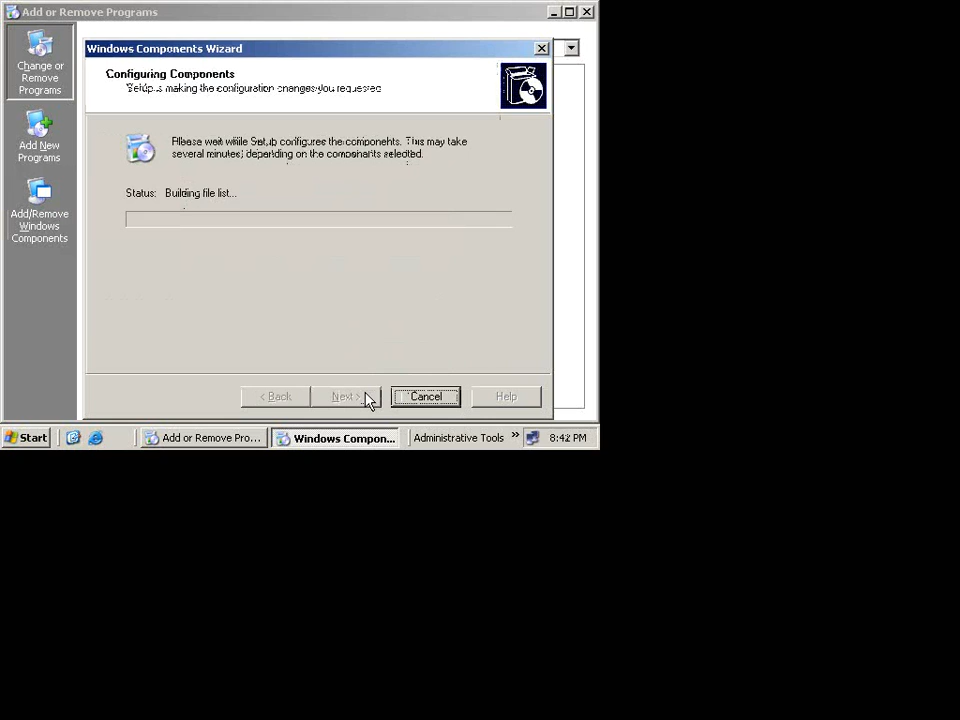 Add or Remove Programs
Change or
Remove
Programs
Add New
Programs
Add/Remove
Windows
Components
Windows Components Wizard
Configuring Components
Setup is making the configuration changes you requested
Please wait while Setup configures the components. This may take
several minutes, depending on the components selected.
Status: Building file list...
< Back
Next >
Cancel
Help
Start
Add or Remove Pro...
Windows Compon...
Administrative Tools
»
8:42 PM